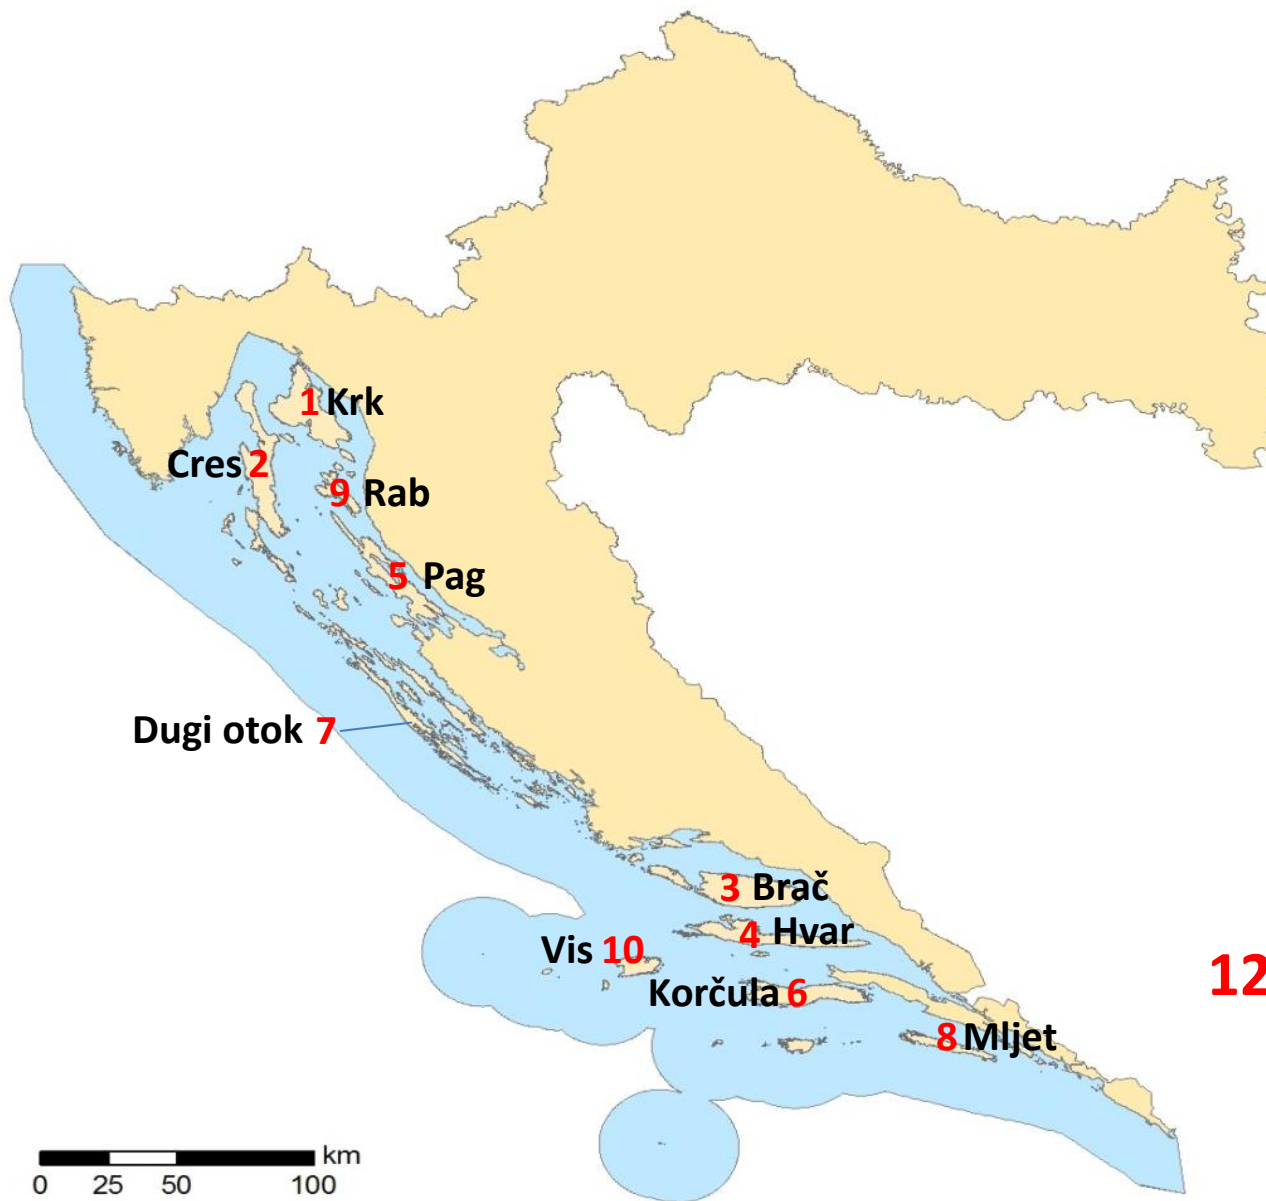 1 Krk
Cres 2
9 Rab
5 Pag
Dugi otok 7
3 Brač
4 Hvar
Vis 10
12
Korčula 6
8 Mljet
km
0 25 50 100